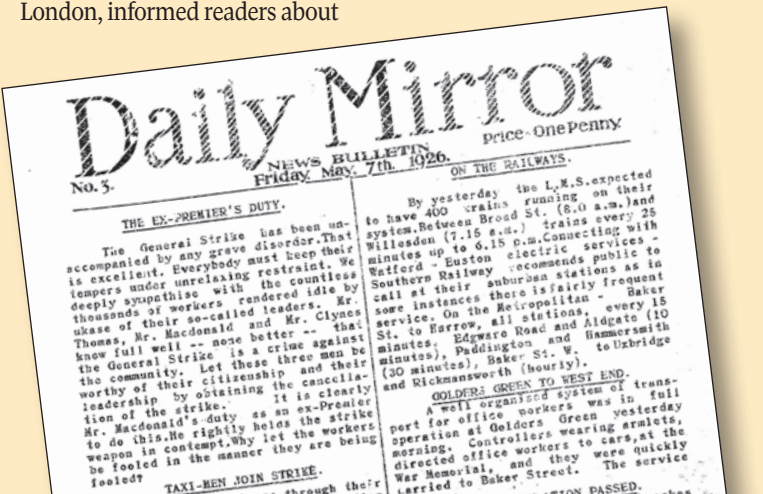 London, informed readers about
Daily Mirror
NEWS BULLETIN
Price-OnePenny.
No.3.
Friday, May, 7th. 1926.
THE EX-PREMIER'S DUTY.
The General Strike has been un-
accompanied by any grave disorder.That
is excellent. Everybody must keep their
tempers under unrelaxing restraint. We
deeply sympathise with the countless
thousands of workers rendered idle by
ukase of their so-called leaders. Mr.
Thomas, Mr. Macdonald and Mr. Clynes
know full well -- none better -- that
the General Strike is a crime against
the community. Let these three men be
worthy of their citizenship and their
leadership by obtaining the cancella-
tion of the strike. It is clearly
Mr. Macdonald's duty as an ex-Premier
to do this.He rightly holds the strike
weapon in contempt.Why let the workers
be fooled in the manner they are being
fooled?
TAXI-MEN JOIN STRIKE.
through their
ON THE RAILWAYS.
By yesterday the L.M.S.expected
to have 400 trains running on their
system.Between Broad St. (8.0 a.m.)and
Willesden (7.15 a.m.) trains every 25
minutes up to 6.15 p.m.Connecting with
Watford - Euston electric services -
Southern Railway recommends public to
call at their suburban stations as in
some instances there is fairly frequent
service. On the Metropolitan - Baker
St. to Harrow, all stations, every 15
minutes; Edgware Road and Aldgate (10
minutes), Paddington and Hammersmith
(30 minutes), Baker St. W. to Uxbridge
and Rickmansworth (hourly).
GOLDERS GREEN TO WEST END.
A well organised system of trans-
port for office workers was in full
operation at Golders Green yesterday
morning. Controllers wearing armlets,
directed office workers to cars,at the
War Memorial, and they were quickly
carried to Baker Street. The service
PASSED.